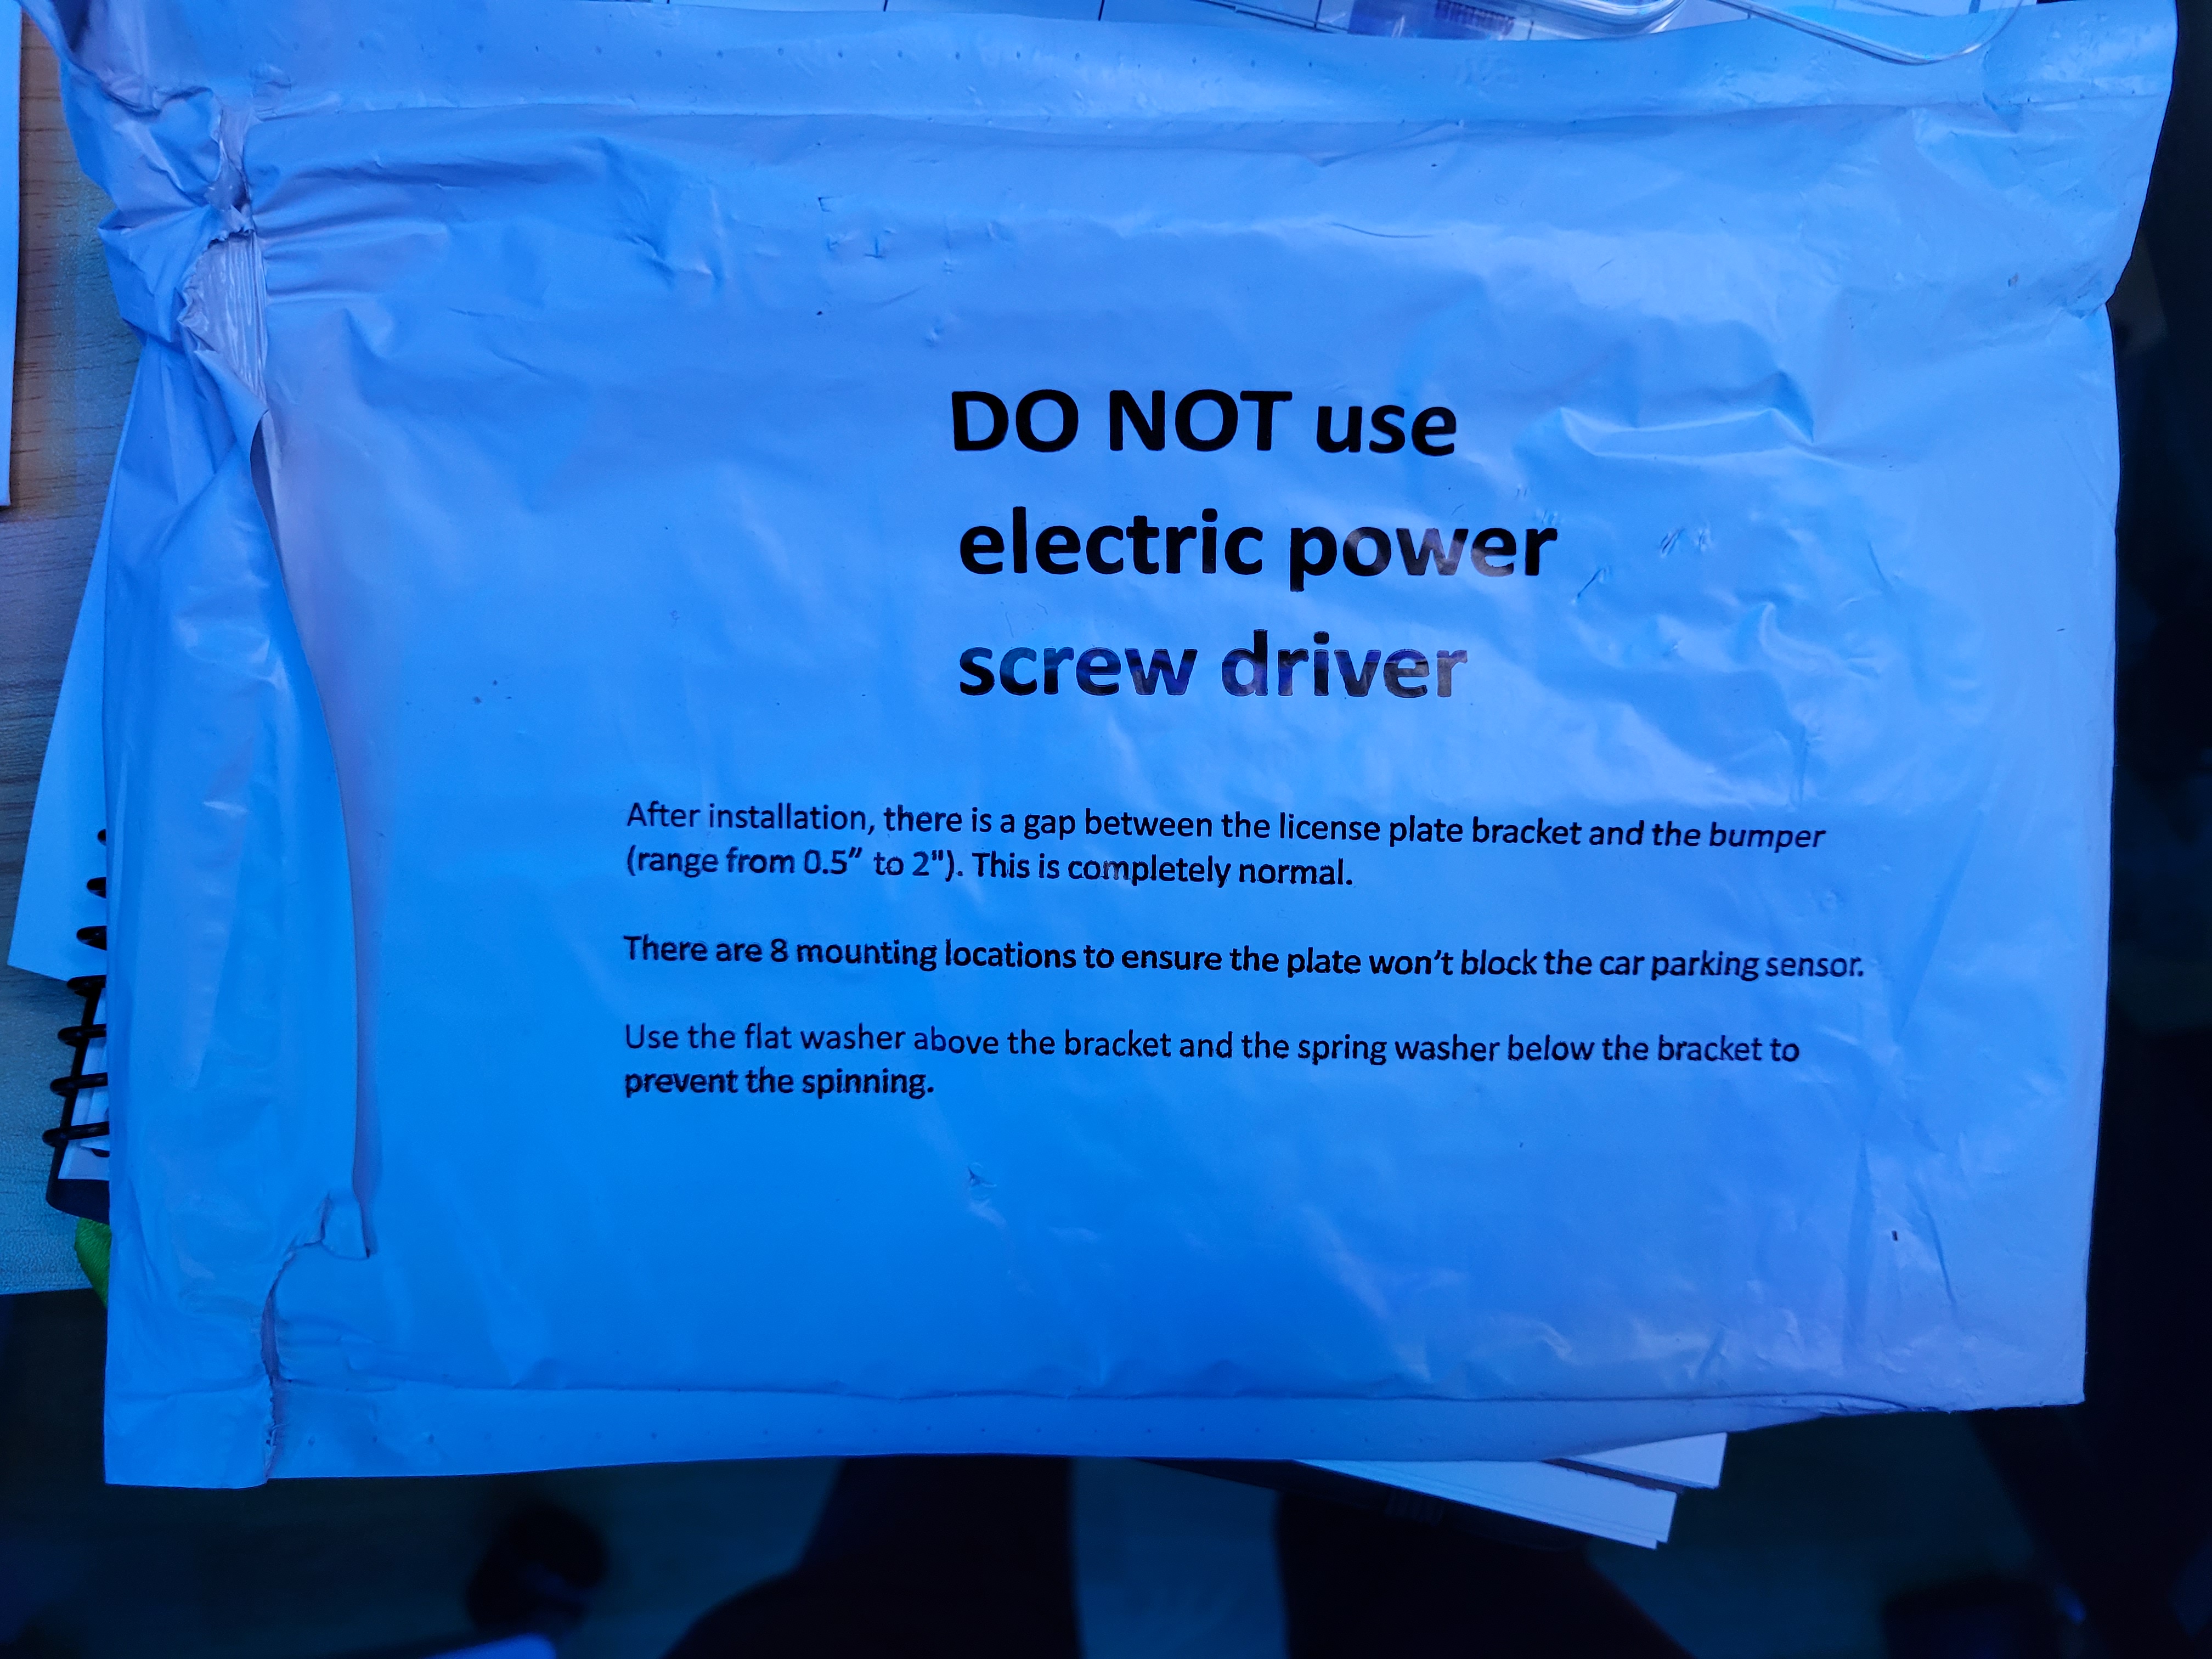 DO NOT use
electric power
screw driver
After installation, there is a gap between the license plate bracket and the bumper
(range from 0.5” to 2"). This is completely normal.
There are 8 mounting locations to ensure the plate won’t block the car parking sensor.
Use the flat washer above the bracket and the spring washer below the bracket to
prevent the spinning.